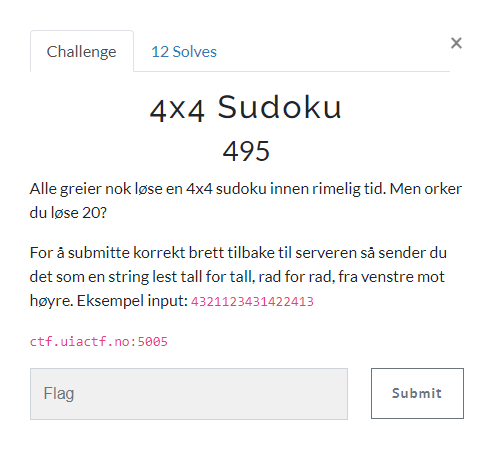 Challenge
12 Solves
×
4x4 Sudoku
495
Alle greier nok løse en 4x4 sudoku innen rimelig tid. Men orker
du løse 20?
For å submitte korrekt brett tilbake til serveren så sender du
det som en string lest tall for tall, rad for rad, fra venstre mot
høyre. Eksempel input: 4321123431422413
ctf.uiactf.no:5005
Flag
Submit